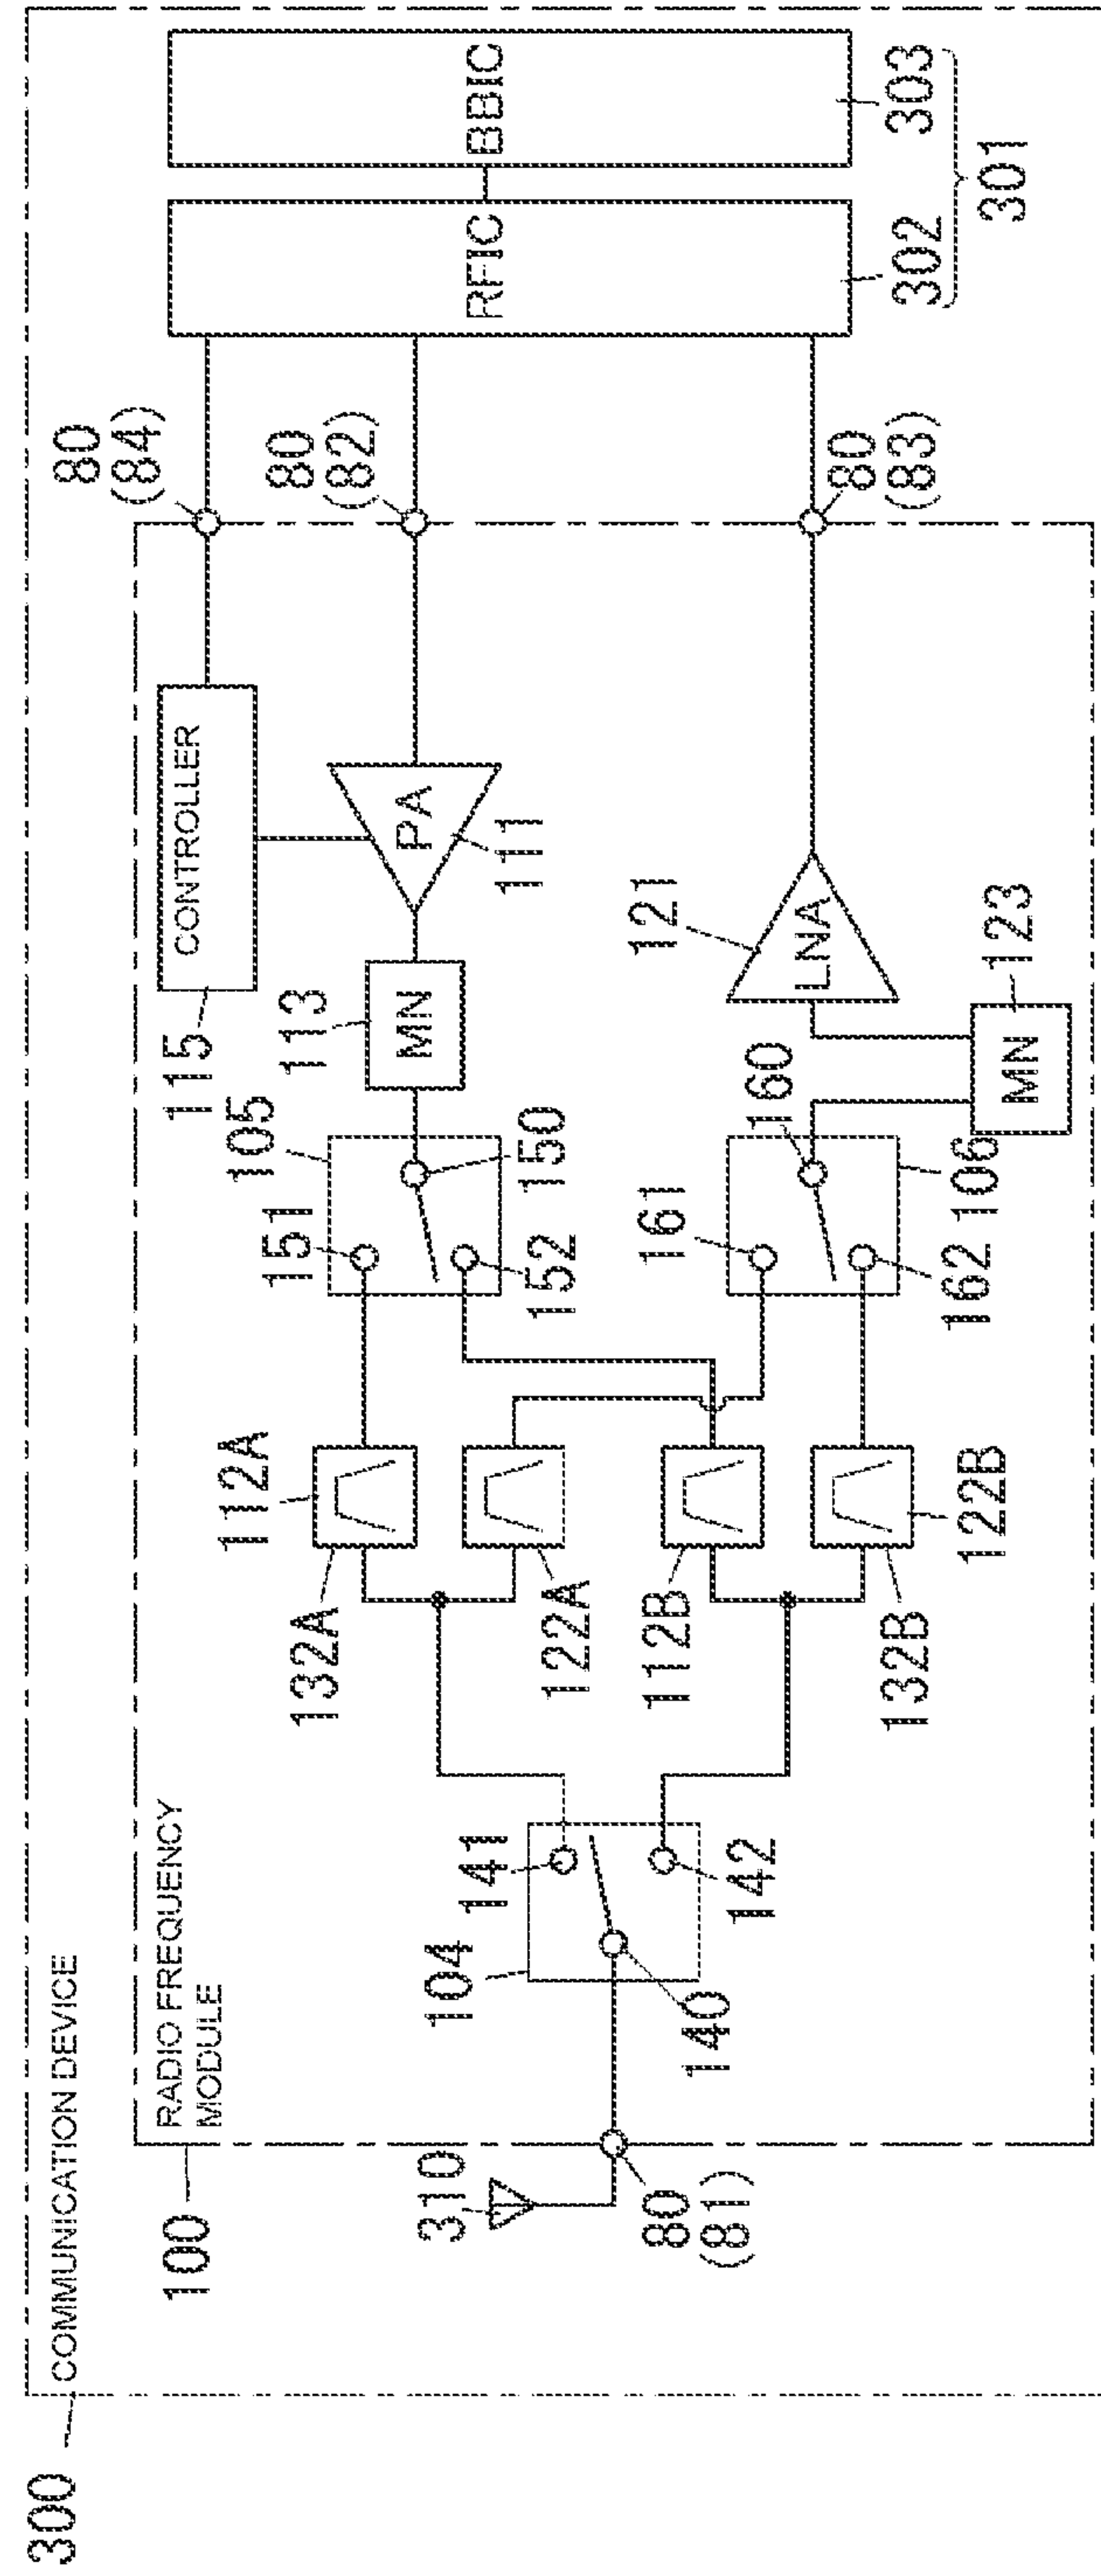 300
COMMUNICATION DEVICE
100
RADIO FREQUENCY
MODULE
310
80
(81)
104
140
141
142
132A
112A
122A
112B
132B
122B
105
151
150
152
161
160
162
106
115
CONTROLLER
113
MN
PA
111
121
LNA
MN
123
80
(84)
80
(82)
80
(83)
RFIC
BBIC
302
303
301